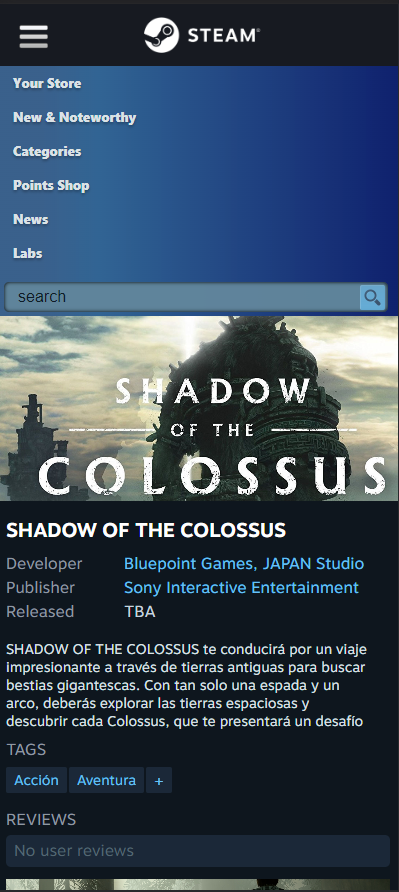 STEAM
Your Store
New & Noteworthy
Categories
Points Shop
News
Labs
search
SHADOW
OF THE
COLOSSUS
SHADOW OF THE COLOSSUS
Developer Bluepoint Games, JAPAN Studio
Publisher Sony Interactive Entertainment
Released TBA
SHADOW OF THE COLOSSUS te conducirá por un viaje
impresionante a través de tierras antiguas para buscar
bestias gigantescas. Con tan solo una espada y un
arco, deberás explorar las tierras espaciosas y
descubrir cada Colossus, que te presentará un desafío
TAGS
Acción Aventura +
REVIEWS
No user reviews